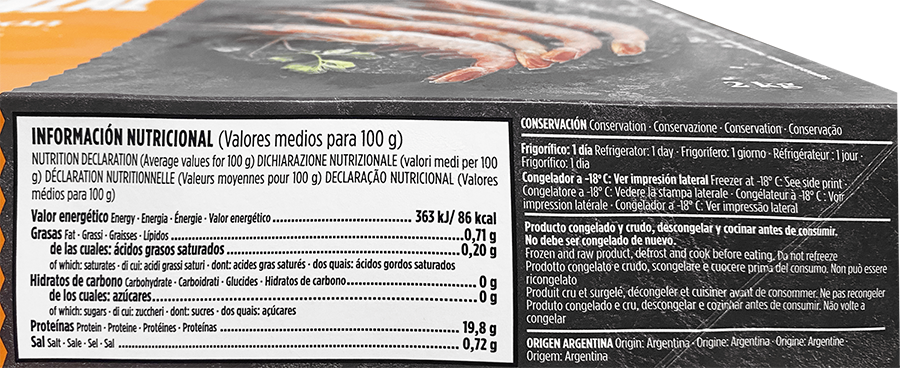 2 kg
INFORMACIÓN NUTRICIONAL (Valores medios para 100 g)
NUTRITION DECLARATION (Average values for 100 g) DICHIARAZIONE NUTRIZIONALE (valori medi per 100
g) DÉCLARATION NUTRITIONNELLE (Valeurs moyennes pour 100 g) DECLARAÇÃO NUTRICIONAL (Valores
médios para 100 g)
Valor energético Energy · Energia · Énergie · Valor energético ........ 363 kJ/ 86 kcal
Grasas Fat · Grassi · Graisses · Lípidos ........ 0,71 g
de las cuales: ácidos grasos saturados ........ 0,20 g
of which: saturates · di cui: acidi grassi saturi · dont: acides gras saturés · dos quais: ácidos gordos saturados
Hidratos de carbono Carbohydrate · Carboidrati · Glucides · Hidratos de carbono ........ 0 g
de los cuales: azúcares ........ 0 g
of which: sugars · di cui: zuccheri · dont: sucres · dos quais: açúcares
Proteínas Protein · Proteine · Protéines · Proteínas ........ 19,8 g
Sal Salt · Sale · Sel · Sal ........ 0,72 g
CONSERVACIÓN Conservation · Conservazione · Conservation · Conservação
Frigorífico: 1 día Refrigerator: 1 day · Frigorifero: 1 giorno · Réfrigérateur : 1 jour ·
Frigorífico: 1 dia
Congelador a -18° C: Ver impresión lateral Freezer at -18° C: See side print ·
Congelatore a -18° C: Vedere la stampa laterale · Congélateur à -18° C : Voir
impression latérale · Congelador a -18° C: Ver impressão lateral
Producto congelado y crudo, descongelar y cocinar antes de consumir.
No debe ser congelado de nuevo.
Frozen and raw product, defrost and cook before eating. Do not refreeze
Prodotto congelato e crudo, scongelare e cuocere prima del consumo. Non può essere
ricongelato
Produit cru et surgelé, décongeler et cuisiner avant de consommer. Ne pas recongeler
Produto congelado e cru, descongelar e cozinhar antes de consumir. Não volte a
congelar
ORIGEN ARGENTINA Origin: Argentina · Origine: Argentina · Origine: Argentine ·
Origem: Argentina